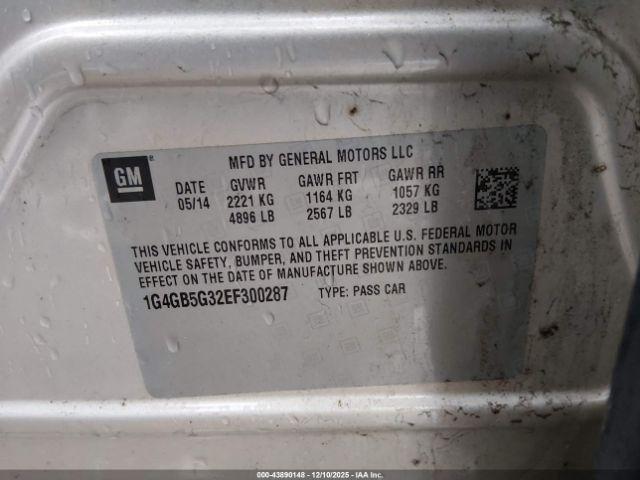 GM
®
MFD BY GENERAL MOTORS LLC
DATE GVWR GAWR FRT GAWR RR
05/14 2221 KG 1164 KG 1057 KG
4896 LB 2567 LB 2329 LB
THIS VEHICLE CONFORMS TO ALL APPLICABLE U.S. FEDERAL MOTOR
VEHICLE SAFETY, BUMPER, AND THEFT PREVENTION STANDARDS IN
EFFECT ON THE DATE OF MANUFACTURE SHOWN ABOVE.
1G4GB5G32EF300287 TYPE: PASS CAR
000-43890148 - 12/10/2025 - IAAI.COM